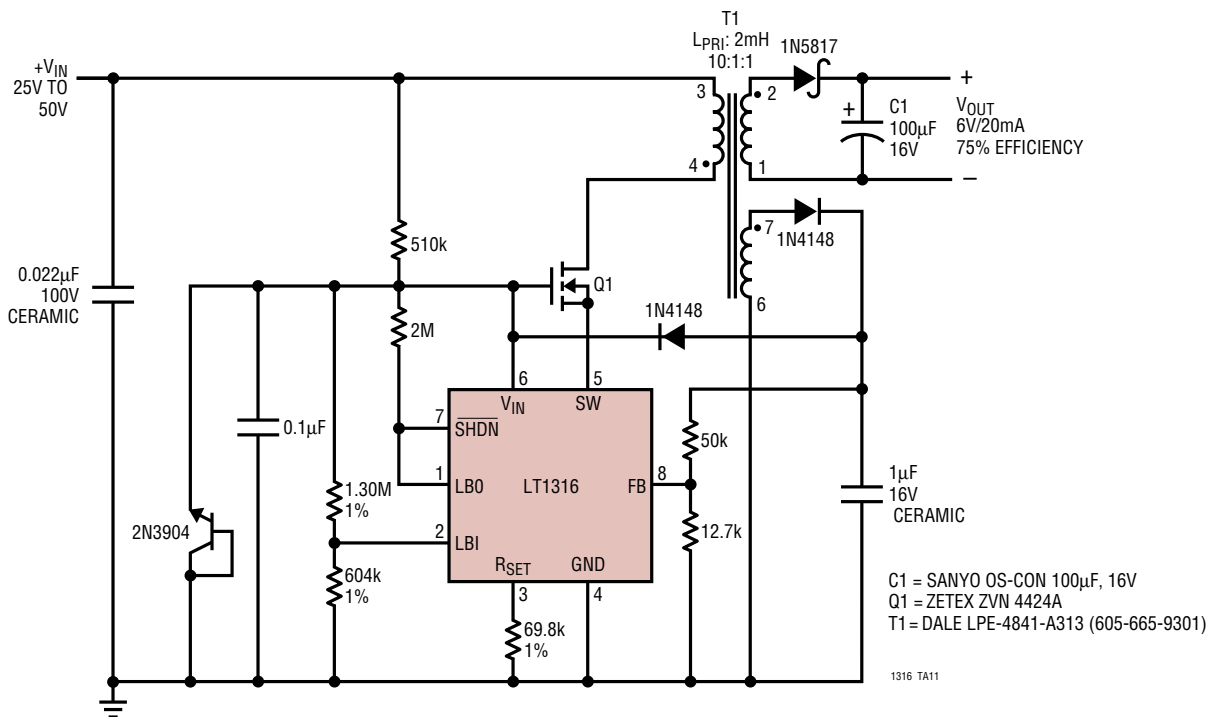 T1
LPRI: 2mH
10:1:1
1N5817
+VIN
25V TO
50V
3
2
+
C1
100µF
16V
+
VOUT
6V/20mA
75% EFFICIENCY
4
1
–
510k
7
1N4148
0.022µF
100V
CERAMIC
Q1
6
1N4148
2M
6
5
VIN
SW
7
SHDN
0.1µF
50k
1
LB0
LT1316
FB
8
1.30M
1%
1µF
16V
CERAMIC
2N3904
2
LBI
12.7k
RSET
GND
604k
1%
3
4
69.8k
1%
C1 = SANYO OS-CON 100µF, 16V
Q1 = ZETEX ZVN 4424A
T1 = DALE LPE-4841-A313 (605-665-9301)
1316 TA11